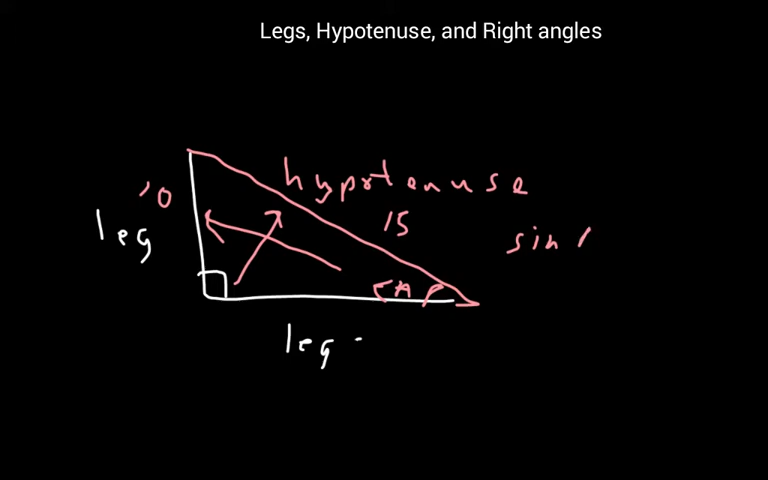 Legs, Hypotenuse, and Right angles
hypotenuse
10
leg
15
sin
A
leg